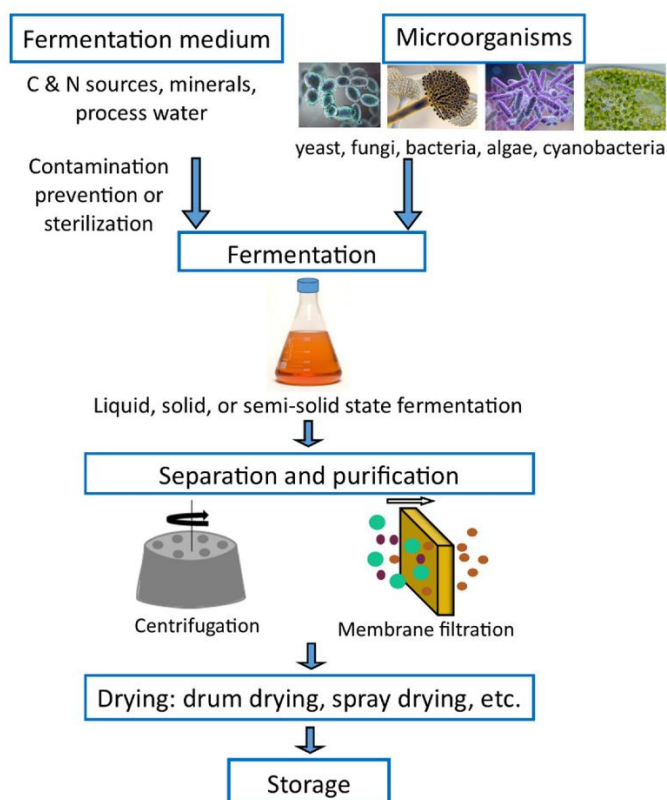 Fermentation medium
Microorganisms
C & N sources, minerals,
process water
yeast, fungi, bacteria, algae, cyanobacteria
Contamination
prevention or
sterilization
Fermentation
Liquid, solid, or semi-solid state fermentation
Separation and purification
Centrifugation
Membrane filtration
Drying: drum drying, spray drying, etc.
Storage